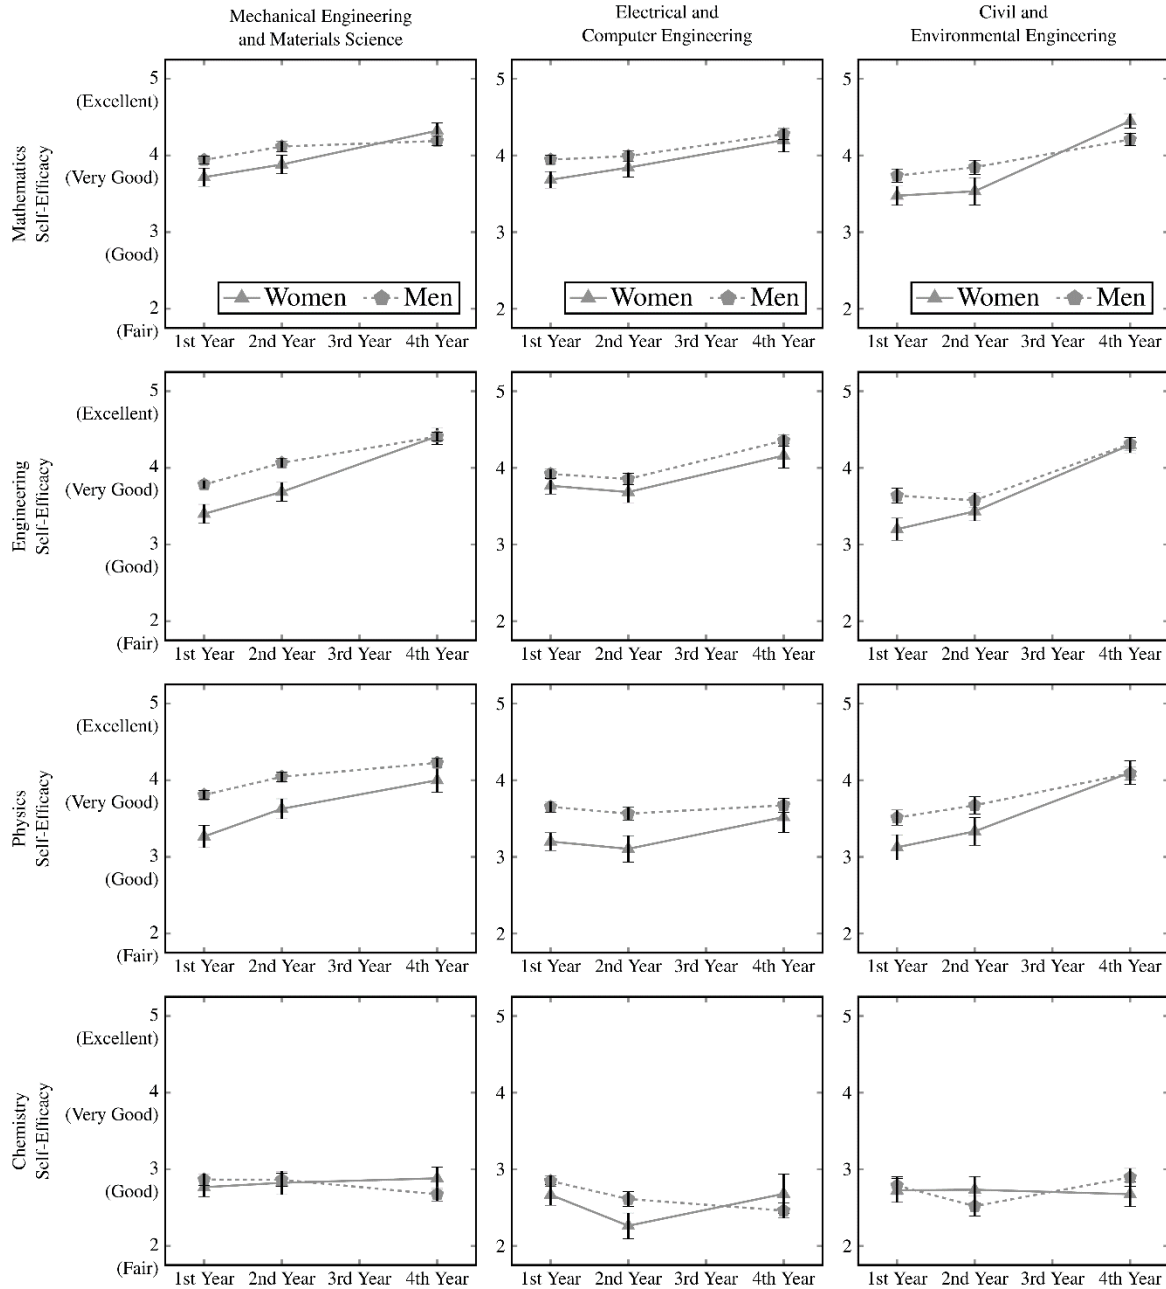 Mechanical Engineering
and Materials Science
Electrical and
Computer Engineering
Civil and
Environmental Engineering
Mathematics
Self-Efficacy
5
(Excellent)
4
(Very Good)
3
(Good)
2
(Fair)
Women Men
1st Year 2nd Year 3rd Year 4th Year
5
4
3
2
Women Men
1st Year 2nd Year 3rd Year 4th Year
5
4
3
2
Women Men
1st Year 2nd Year 3rd Year 4th Year
Engineering
Self-Efficacy
5
(Excellent)
4
(Very Good)
3
(Good)
2
(Fair)
1st Year 2nd Year 3rd Year 4th Year
5
4
3
2
1st Year 2nd Year 3rd Year 4th Year
5
4
3
2
1st Year 2nd Year 3rd Year 4th Year
Physics
Self-Efficacy
5
(Excellent)
4
(Very Good)
3
(Good)
2
(Fair)
1st Year 2nd Year 3rd Year 4th Year
5
4
3
2
1st Year 2nd Year 3rd Year 4th Year
5
4
3
2
1st Year 2nd Year 3rd Year 4th Year
Chemistry
Self-Efficacy
5
(Excellent)
4
(Very Good)
3
(Good)
2
(Fair)
1st Year 2nd Year 3rd Year 4th Year
5
4
3
2
1st Year 2nd Year 3rd Year 4th Year
5
4
3
2
1st Year 2nd Year 3rd Year 4th Year